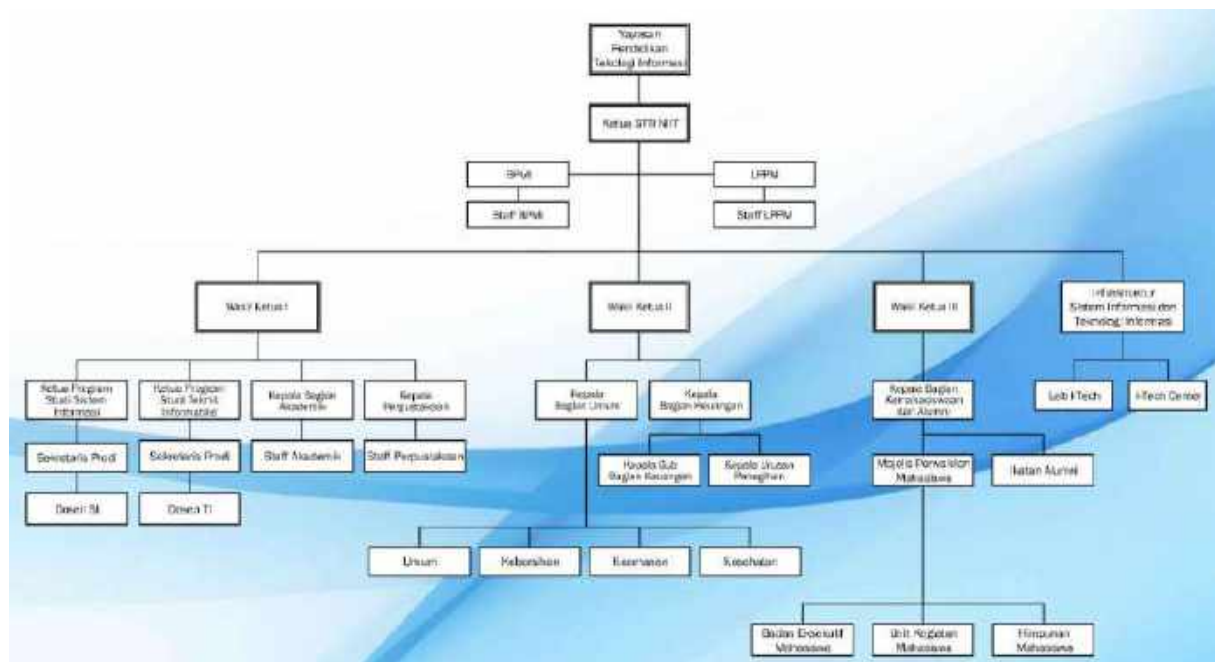 Yayasan
Pendidikan
Teknologi Informasi
Ketua STTI NIIT
BPMI
LPPM
Staff BPMI
Staff LPPM
Wakil Ketua I
Wakil Ketua II
Wakil Ketua III
Infrastruktur
Sistem Informasi dan
Teknologi Informasi
Ketua Program
Studi Sistem
Informasi
Ketua Program
Studi Teknik
Informatika
Kepala Bagian
Akademik
Kepala
Perpustakaan
Kepala
Bagian Umum
Kepala
Bagian Keuangan
Kepala Bagian
Kemahasiswaan
dan Alumni
Lab I-Tech
I-Tech Center
Sekretaris Prodi
Sekretaris Prodi
Staff Akademik
Staff Perpustakaan
Kepala Sub
Bagian Keuangan
Kepala Urusan
Penagihan
Majelis Perwakilan
Mahasiswa
Ikatan Alumni
Dosen SI
Dosen TI
Umum
Kebersihan
Keamanan
Kesehatan
Badan Eksekutif
Mahasiswa
Unit Kegiatan
Mahasiswa
Himpunan
Mahasiswa